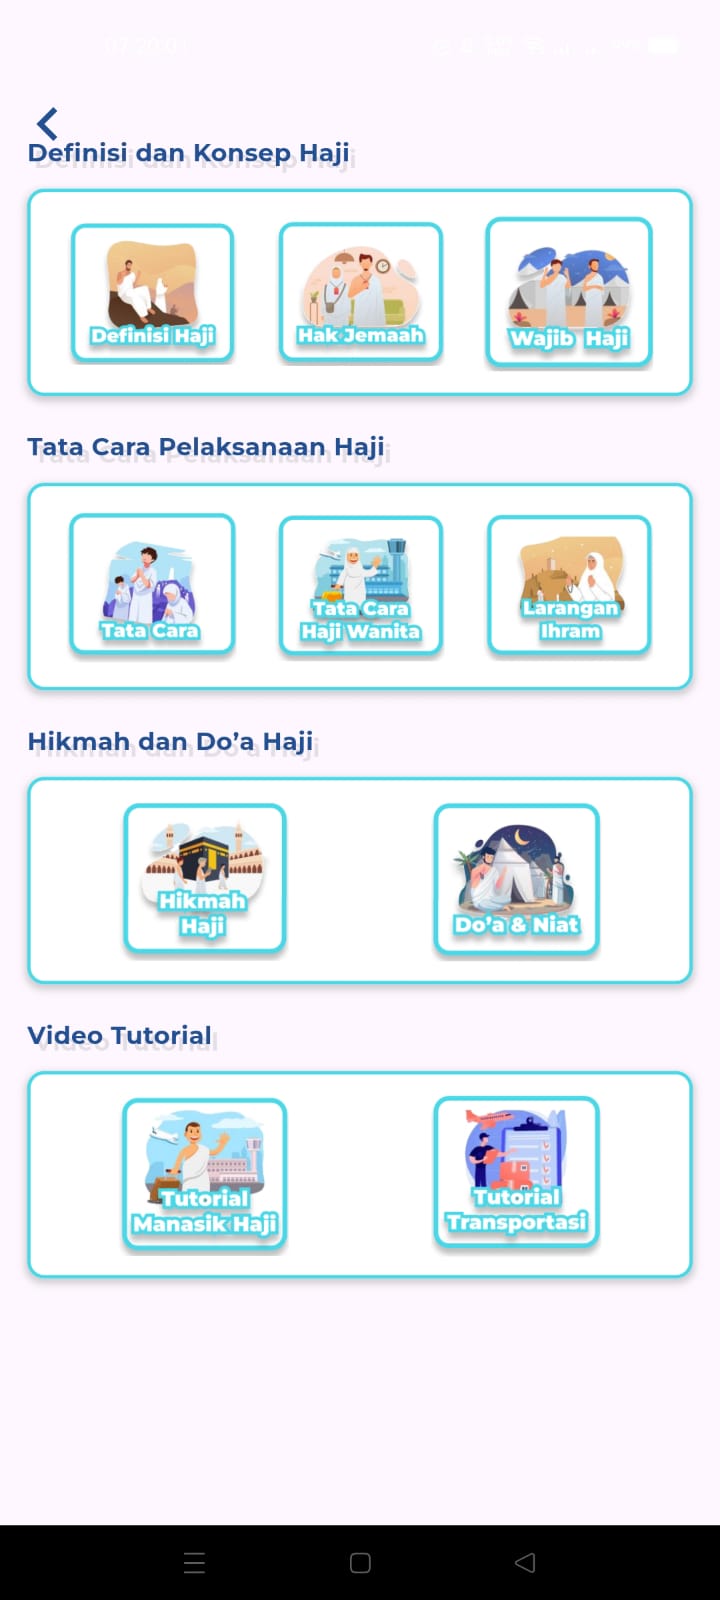 Definisi dan Konsep Haji
Definisi Haji
Hak Jemaah
Wajib Haji
Tata Cara Pelaksanaan Haji
Tata Cara
Tata Cara
Haji Wanita
Larangan
Ihram
Hikmah dan Do’a Haji
Hikmah
Haji
Do’a & Niat
Video Tutorial
Tutorial
Manasik Haji
Tutorial
Transportasi